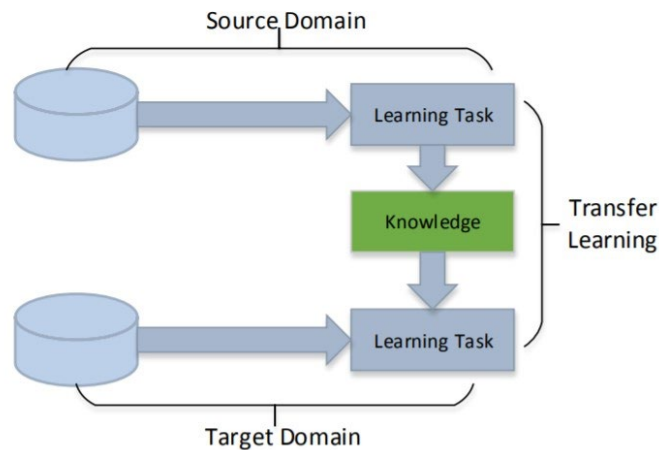 Source Domain
Learning Task
Knowledge
Transfer
Learning
Learning Task
Target Domain